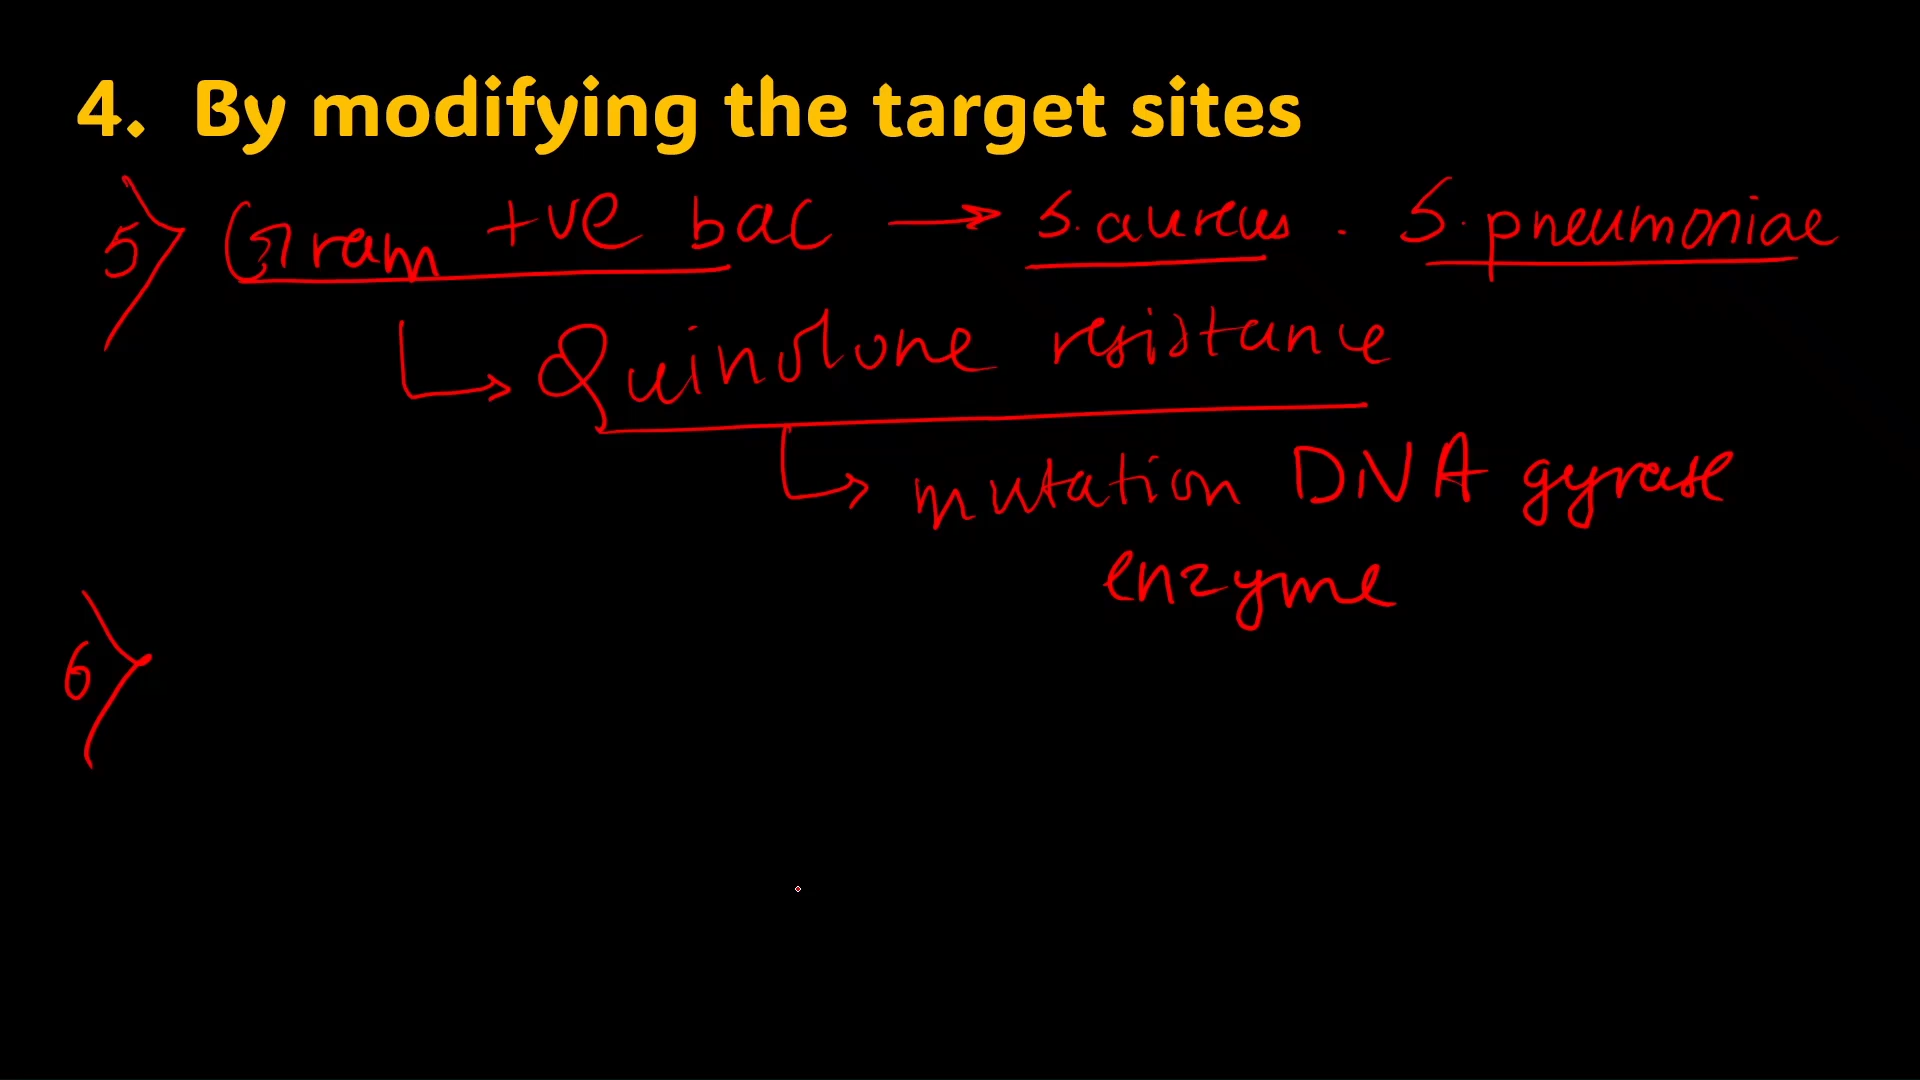 4. By modifying the target sites
5) Gram +ve bac → S. aureus . S. pneumoniae
↳ Quinolone resistance
↳ mutation DNA gyrase
enzyme
6)